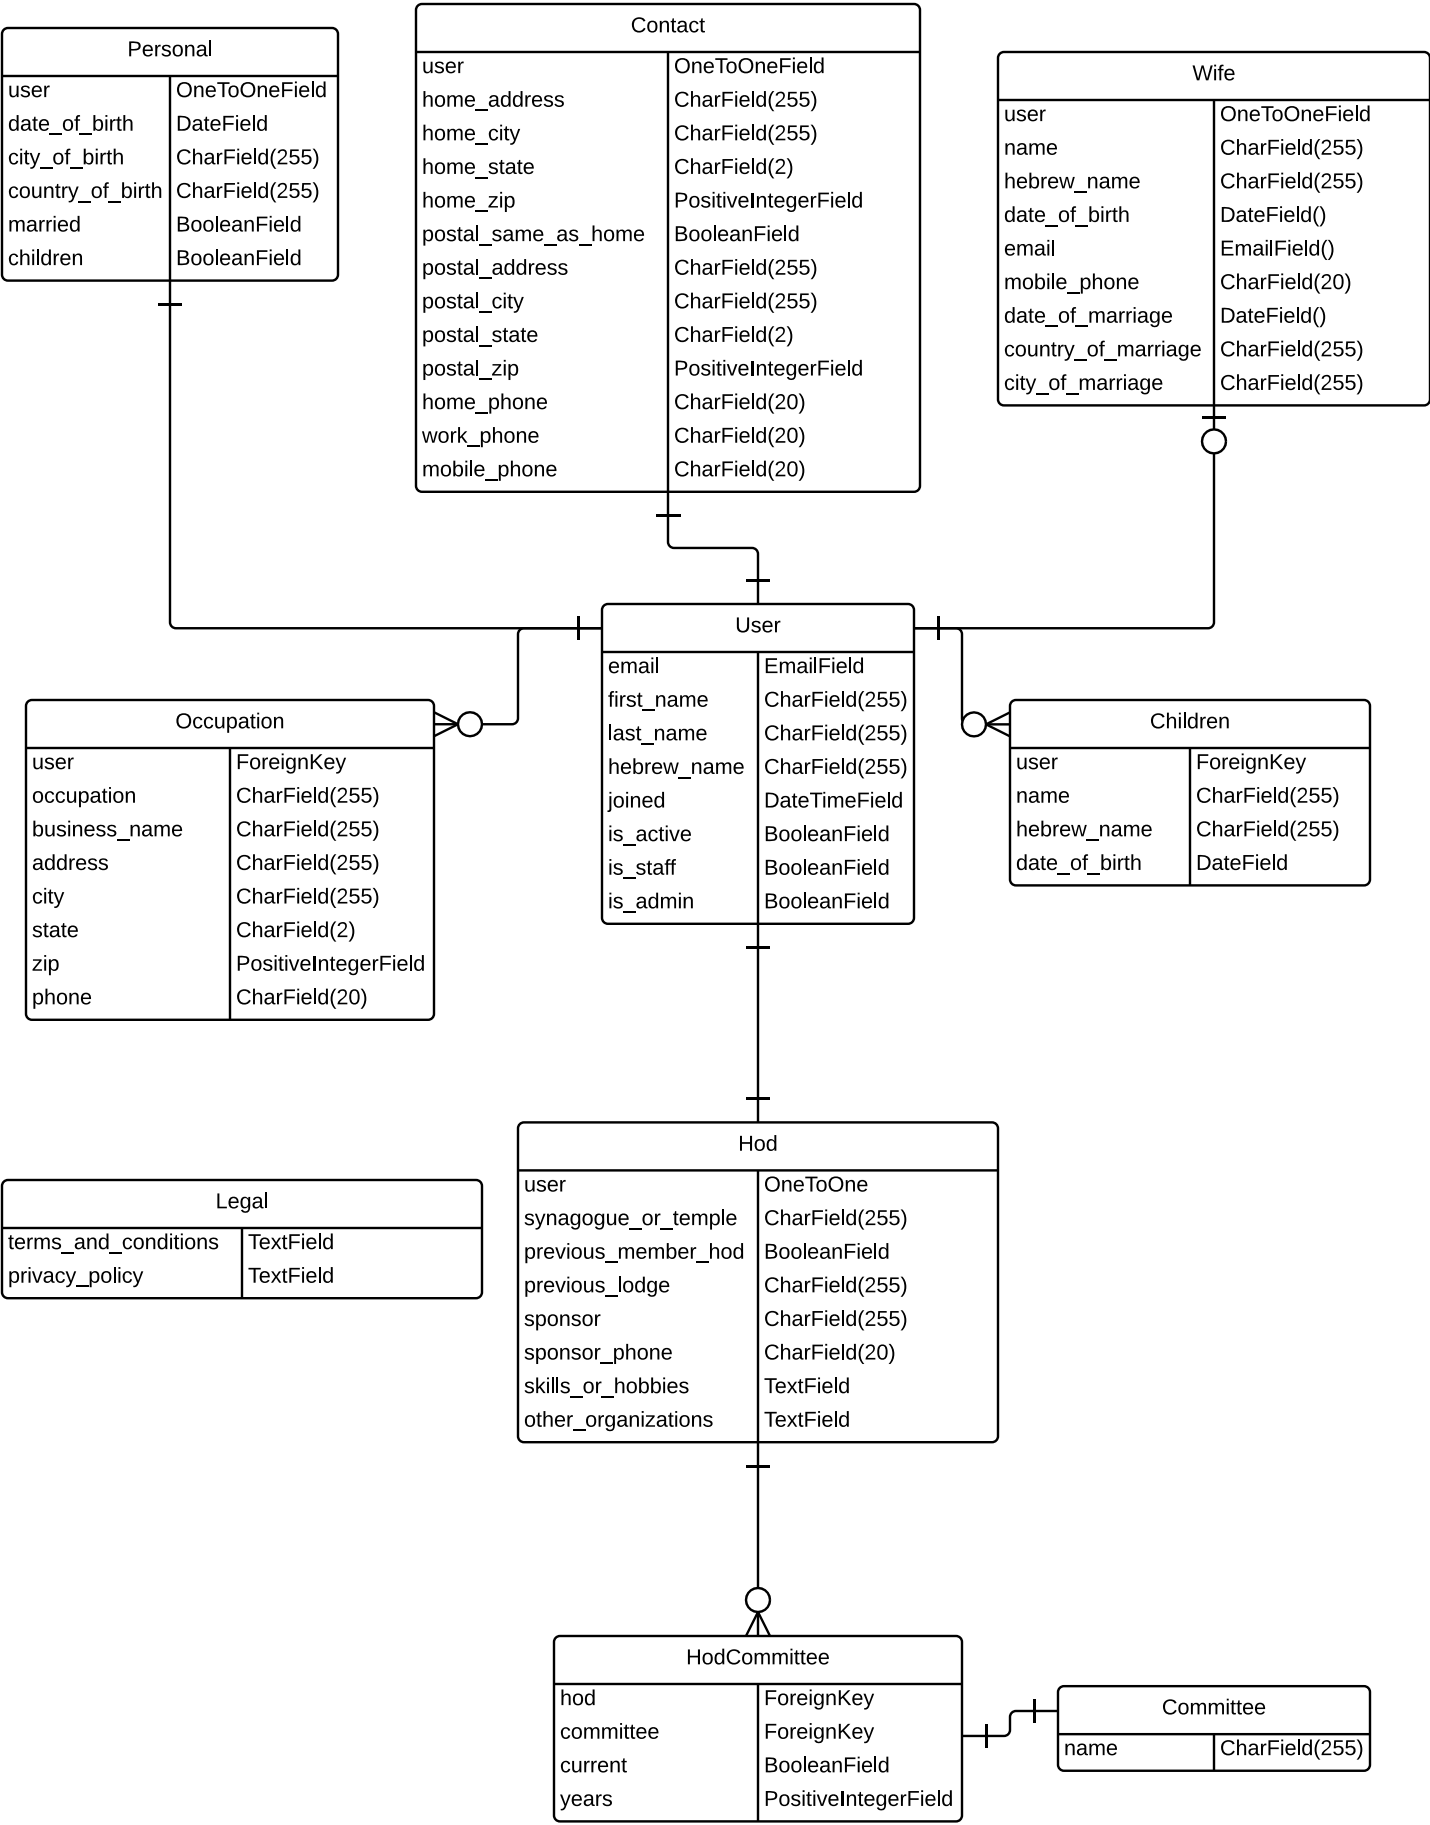 Personal
user OneToOneField
date_of_birth DateField
city_of_birth CharField(255)
country_of_birth CharField(255)
married BooleanField
children BooleanField
Contact
user OneToOneField
home_address CharField(255)
home_city CharField(255)
home_state CharField(2)
home_zip PositiveIntegerField
postal_same_as_home BooleanField
postal_address CharField(255)
postal_city CharField(255)
postal_state CharField(2)
postal_zip PositiveIntegerField
home_phone CharField(20)
work_phone CharField(20)
mobile_phone CharField(20)
Wife
user OneToOneField
name CharField(255)
hebrew_name CharField(255)
date_of_birth DateField()
email EmailField()
mobile_phone CharField(20)
date_of_marriage DateField()
country_of_marriage CharField(255)
city_of_marriage CharField(255)
User
email EmailField
first_name CharField(255)
last_name CharField(255)
hebrew_name CharField(255)
joined DateTimeField
is_active BooleanField
is_staff BooleanField
is_admin BooleanField
Occupation
user ForeignKey
occupation CharField(255)
business_name CharField(255)
address CharField(255)
city CharField(255)
state CharField(2)
zip PositiveIntegerField
phone CharField(20)
Children
user ForeignKey
name CharField(255)
hebrew_name CharField(255)
date_of_birth DateField
Hod
user OneToOne
synagogue_or_temple CharField(255)
previous_member_hod BooleanField
previous_lodge CharField(255)
sponsor CharField(255)
sponsor_phone CharField(20)
skills_or_hobbies TextField
other_organizations TextField
Legal
terms_and_conditions TextField
privacy_policy TextField
HodCommittee
hod ForeignKey
committee ForeignKey
current BooleanField
years PositiveIntegerField
Committee
name CharField(255)